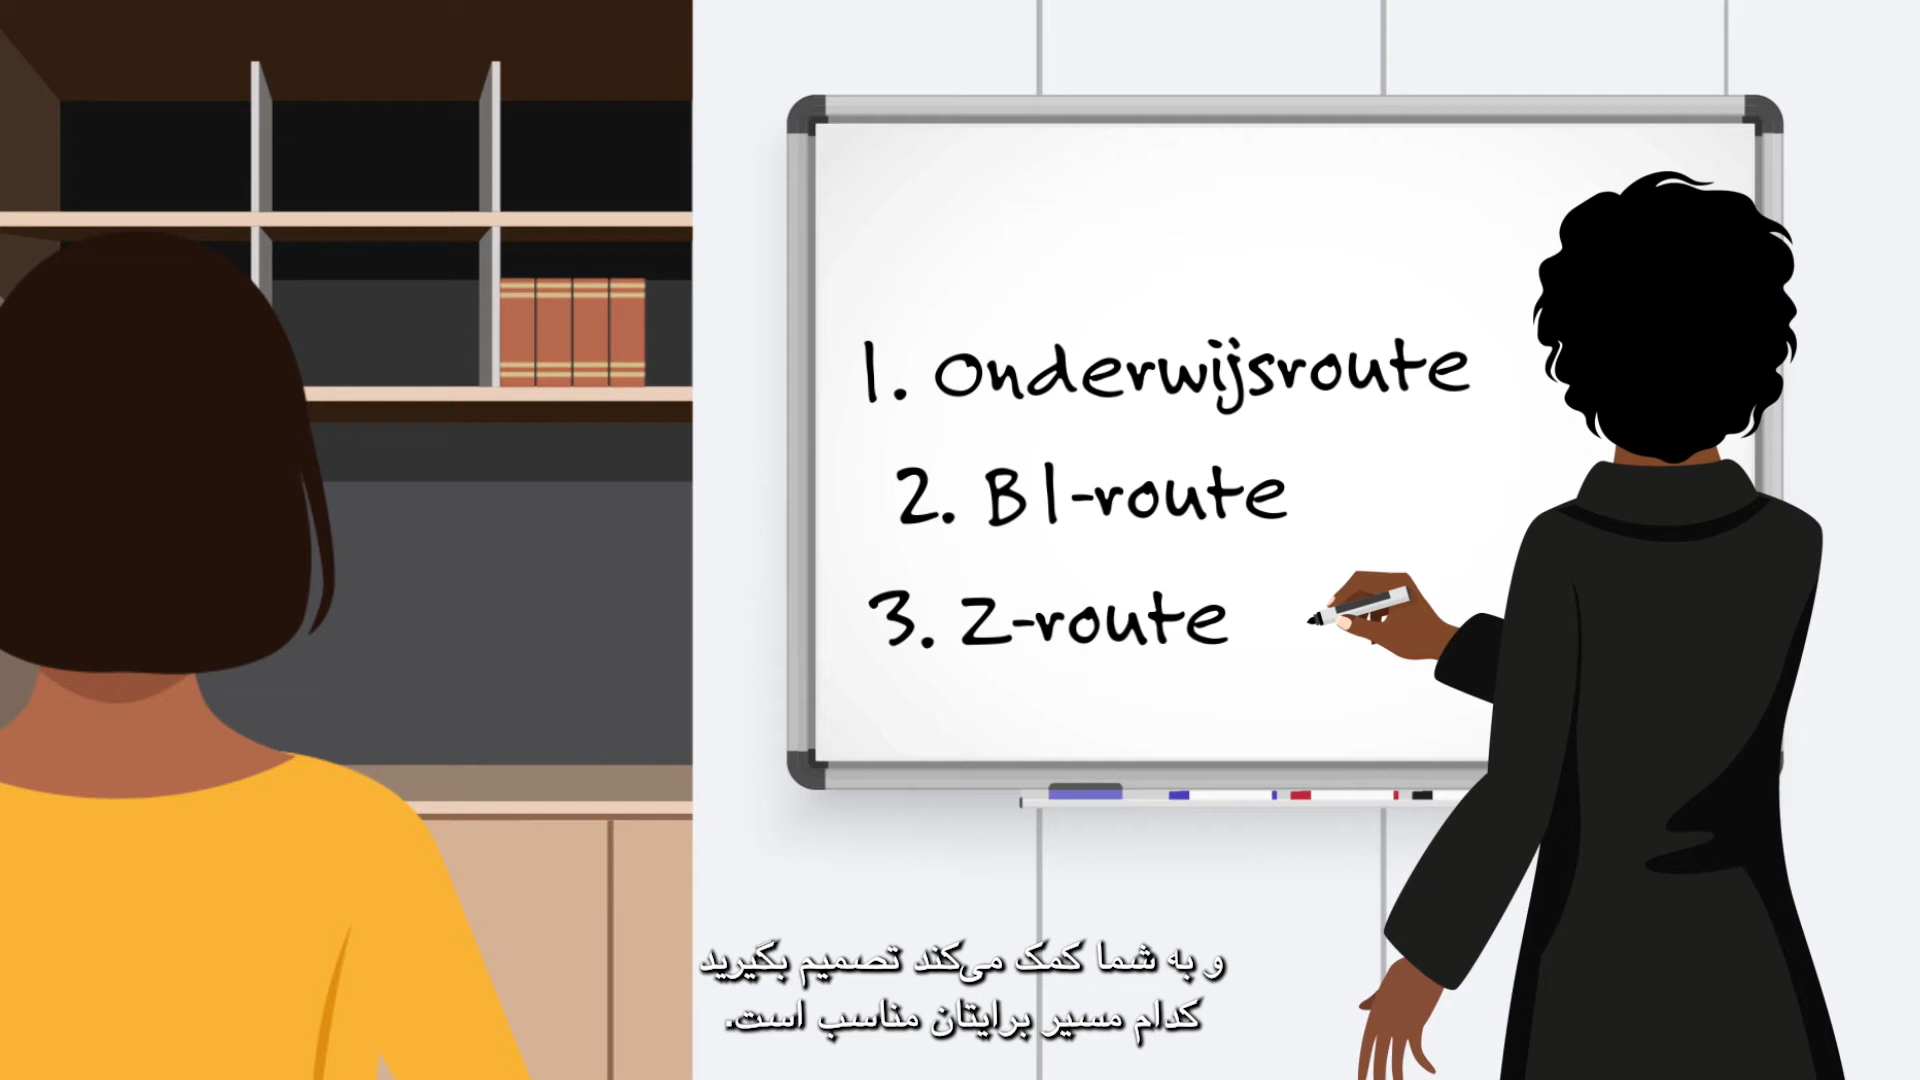 1. Onderwijsroute
2. B1-route
3. Z-route
و به شما کمک می‌کند تصمیم بگیرید
کدام مسیر برایتان مناسب است.